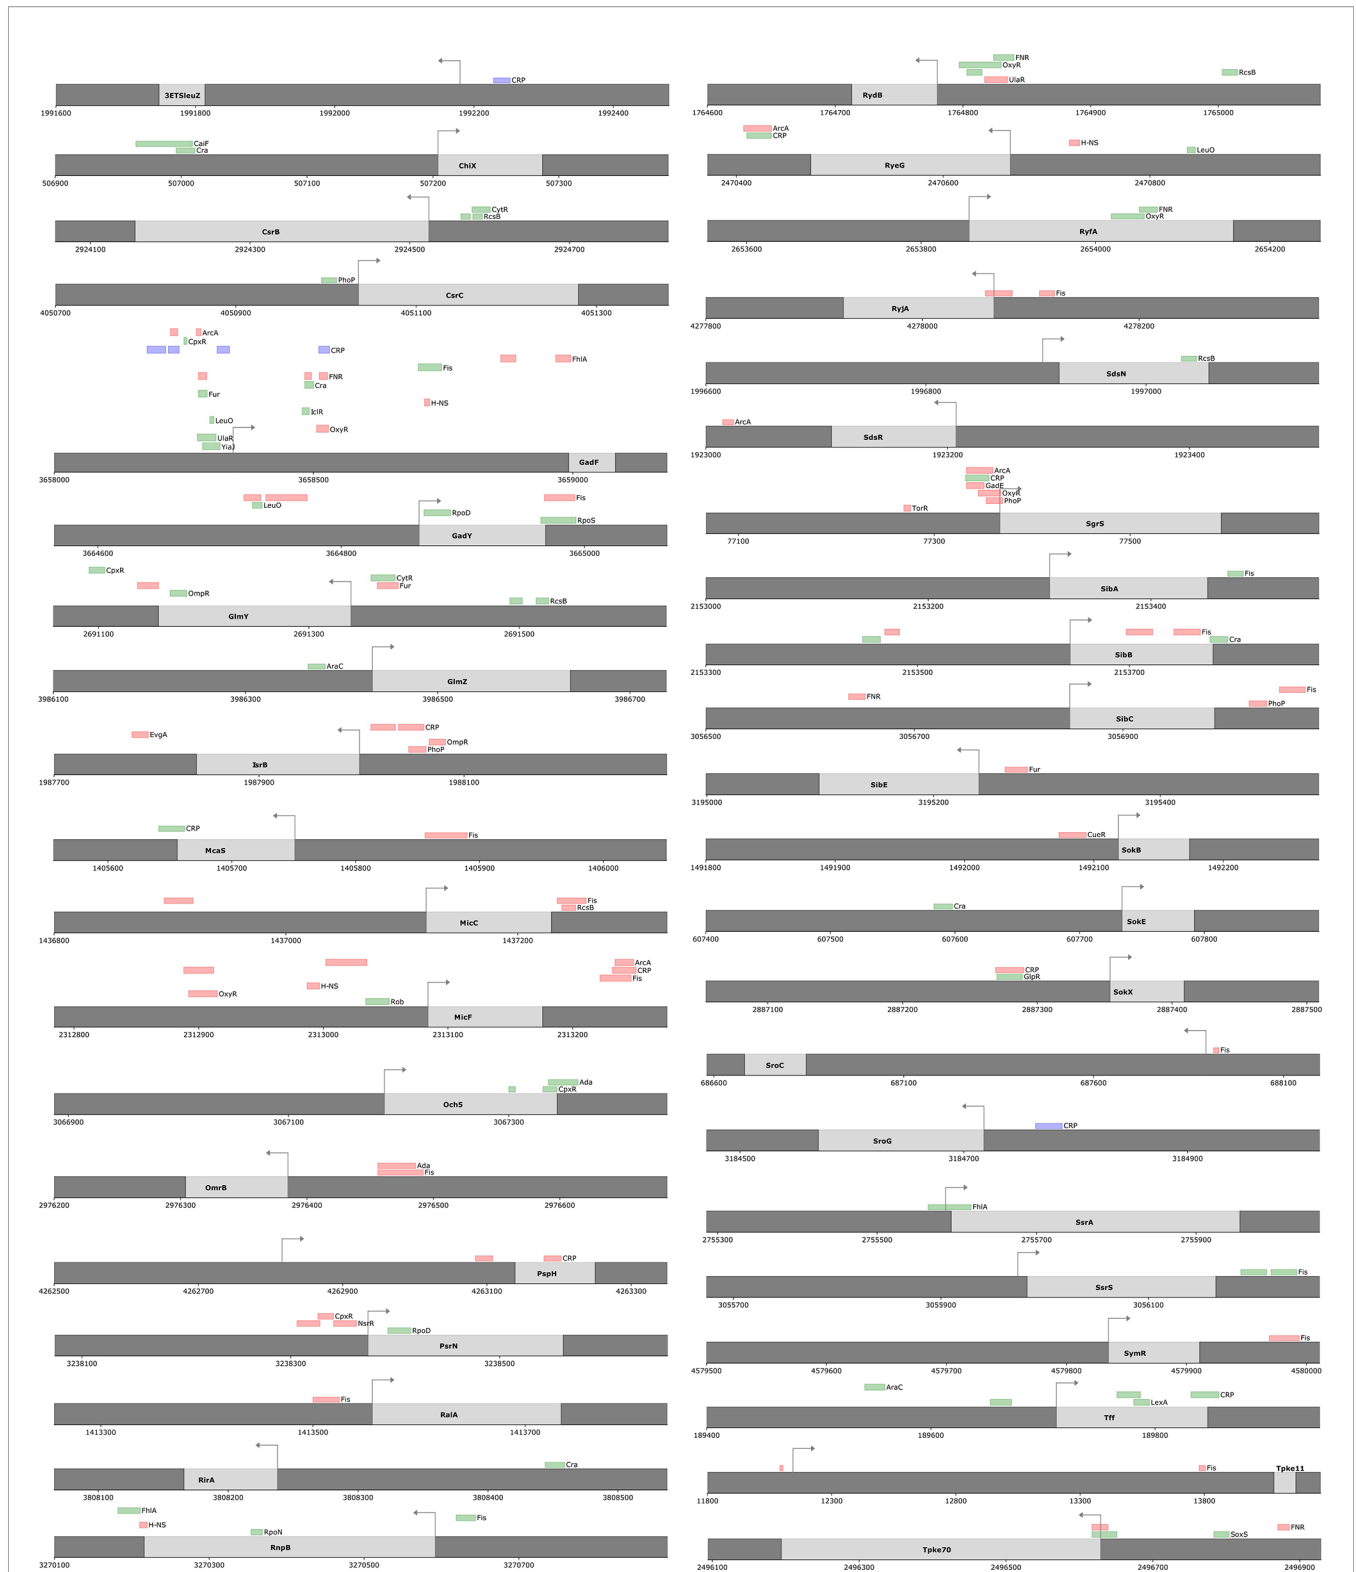 CRP
3ETSleuZ
1991600 1991800 1992000 1992200 1992400
CaiF
Cra
ChiX
506900 507000 507100 507200 507300
CytR
RcsB
CsrB
2924100 2924300 2924500 2924700
PhoP
CsrC
4050700 4050900 4051100 4051300
ArcA
CpxR
CRP
FhlA
Fis
FNR
Cra
Fur
H-NS
IclR
LeuO
OxyR
UlaR
YiaJ
GadF
3658000 3658500 3659000
Fis
LeuO
RpoD
RpoS
GadY
3664600 3664800 3665000
CpxR
CytR
Fur
OmpR
RcsB
GlmY
2691100 2691300 2691500
AraC
GlmZ
3986100 3986300 3986500 3986700
CRP
EvgA
OmpR
PhoP
IsrB
1987700 1987900 1988100
CRP
Fis
McaS
1405600 1405700 1405800 1405900 1406000
Fis
RcsB
MicC
1436800 1437000 1437200
ArcA
CRP
Fis
H-NS
OxyR
Rob
MicF
2312800 2312900 2313000 2313100 2313200
Ada
CpxR
Och5
3066900 3067100 3067300
Ada
Fis
OmrB
2976200 2976300 2976400 2976500 2976600
CRP
PspH
4262500 4262700 4262900 4263100 4263300
CpxR
NsrR
RpoD
PsrN
3238100 3238300 3238500
Fis
RalA
1413300 1413500 1413700
Cra
RirA
3808100 3808200 3808300 3808400 3808500
FhlA
Fis
H-NS
RpoN
RnpB
3270100 3270300 3270500 3270700
FNR
OxyR
RcsB
UlaR
RydB
1764600 1764700 1764800 1764900 1765000
ArcA
CRP
H-NS
LeuO
RyeG
2470400 2470600 2470800
FNR
OxyR
RyfA
2653600 2653800 2654000 2654200
Fis
RyjA
4277800 4278000 4278200
RcsB
SdsN
1996600 1996800 1997000
ArcA
SdsR
1923000 1923200 1923400
ArcA
CRP
GadE
OxyR
PhoP
TorR
SgrS
77100 77300 77500
Fis
SibA
2153000 2153200 2153400
Fis
Cra
SibB
2153300 2153500 2153700
Fis
FNR
PhoP
SibC
3056500 3056700 3056900
Fur
SibE
3195000 3195200 3195400
CueR
SokB
1491800 1491900 1492000 1492100 1492200
Cra
SokE
607400 607500 607600 607700 607800
CRP
GlpR
SokX
2887100 2887200 2887300 2887400 2887500
Fis
SroC
686600 687100 687600 688100
CRP
SroG
3184500 3184700 3184900
FhlA
SsrA
2755300 2755500 2755700 2755900
Fis
SsrS
3055700 3055900 3056100
Fis
SymR
4579500 4579600 4579700 4579800 4579900 4580000
AraC
CRP
LexA
Tff
189400 189600 189800
Fis
Tpke11
11800 12300 12800 13300 13800
FNR
SoxS
Tpke70
2496100 2496300 2496500 2496700 2496900